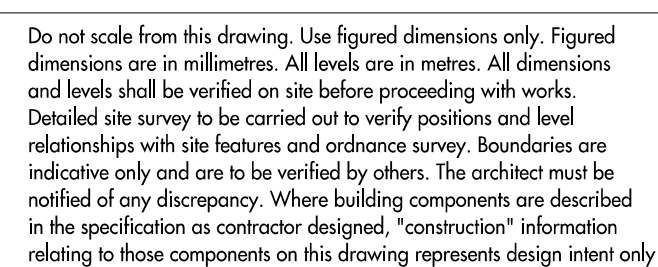 Do not scale from this drawing. Use figured dimensions only. Figured
dimensions are in millimetres. All levels are in metres. All dimensions
and levels shall be verified on site before proceeding with works.
Detailed site survey to be carried out to verify positions and level
relationships with site features and ordnance survey. Boundaries are
indicative only and are to be verified by others. The architect must be
notified of any discrepancy. Where building components are described
in the specification as contractor designed, "construction" information
relating to those components on this drawing represents design intent only